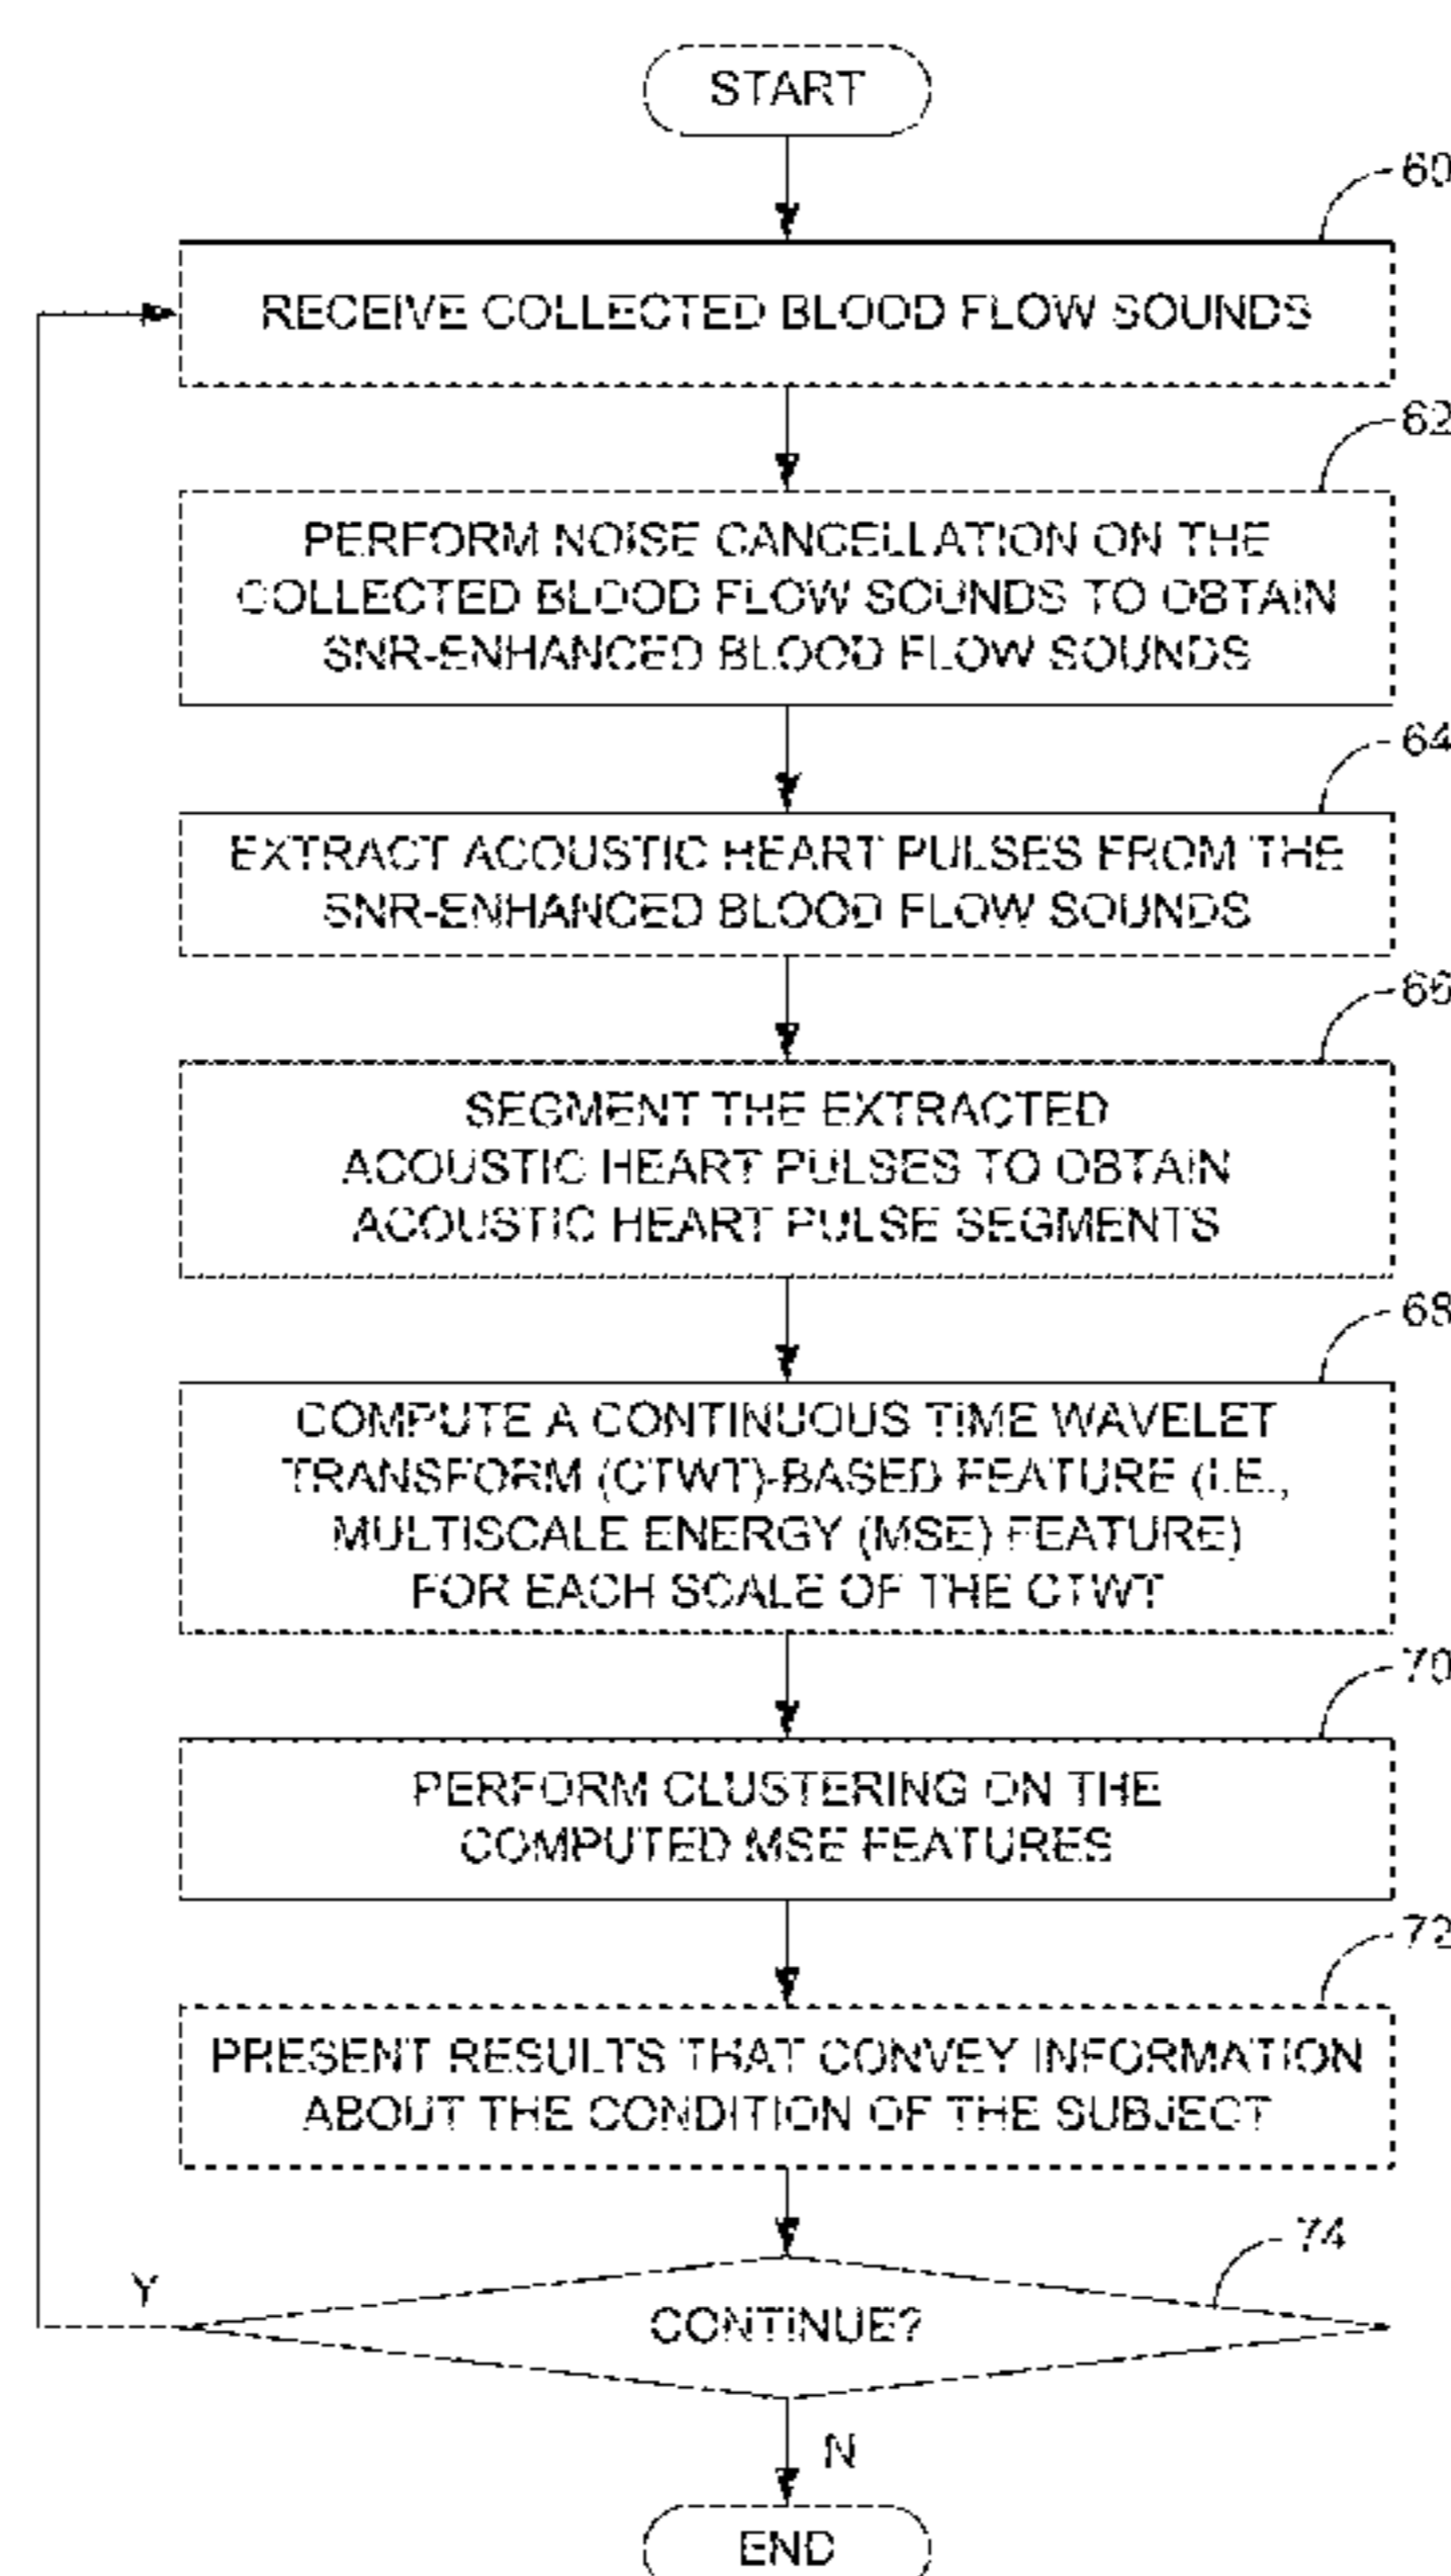 START
60
RECEIVE COLLECTED BLOOD FLOW SOUNDS
62
PERFORM NOISE CANCELLATION ON THE
COLLECTED BLOOD FLOW SOUNDS TO OBTAIN
SNR-ENHANCED BLOOD FLOW SOUNDS
64
EXTRACT ACOUSTIC HEART PULSES FROM THE
SNR-ENHANCED BLOOD FLOW SOUNDS
66
SEGMENT THE EXTRACTED
ACOUSTIC HEART PULSES TO OBTAIN
ACOUSTIC HEART PULSE SEGMENTS
68
COMPUTE A CONTINUOUS TIME WAVELET
TRANSFORM (CTWT)-BASED FEATURE (I.E.,
MULTISCALE ENERGY (MSE) FEATURE)
FOR EACH SCALE OF THE CTWT
70
PERFORM CLUSTERING ON THE
COMPUTED MSE FEATURES
72
PRESENT RESULTS THAT CONVEY INFORMATION
ABOUT THE CONDITION OF THE SUBJECT
74
Y
CONTINUE?
N
END